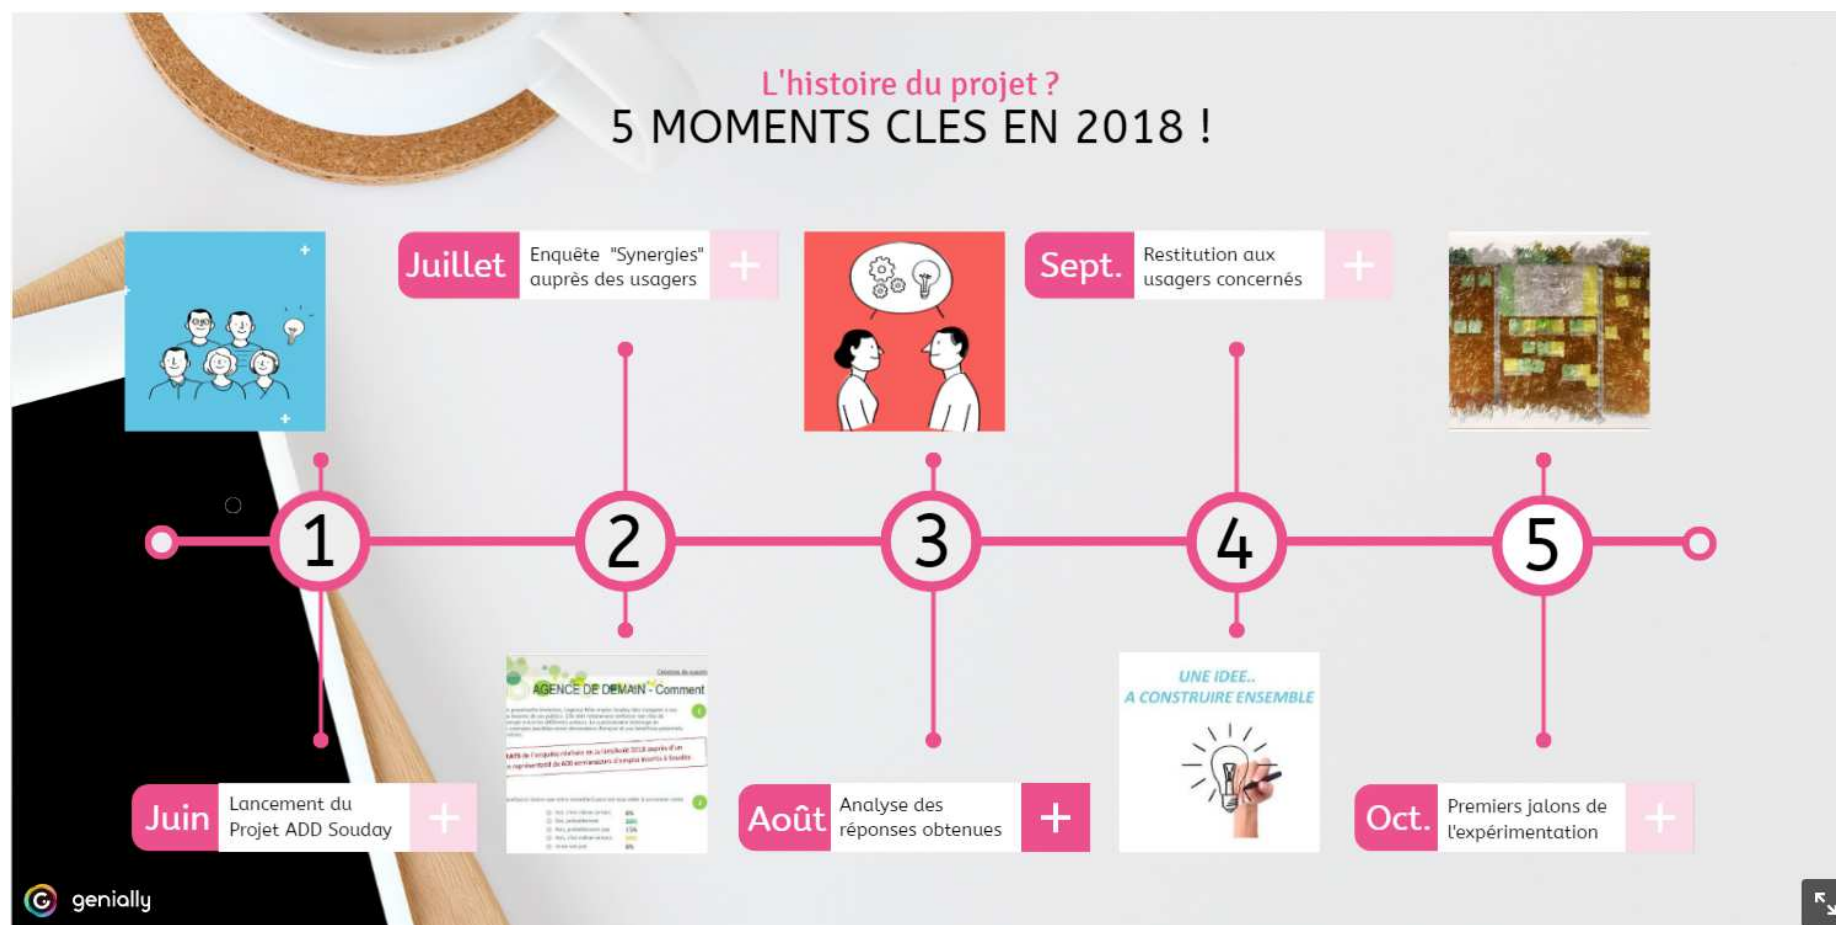 L'histoire du projet ?
5 MOMENTS CLES EN 2018 !
Juillet
Enquête "Synergies"
auprès des usagers
+
Sept.
Restitution aux
usagers concernés
+
1
2
3
4
5
AGENCE DE DEMAIN - Comment
UNE IDEE..
A CONSTRUIRE ENSEMBLE
Juin
Lancement du
Projet ADD Souday
+
Août
Analyse des
réponses obtenues
+
Oct.
Premiers jalons de
l'expérimentation
+
genially